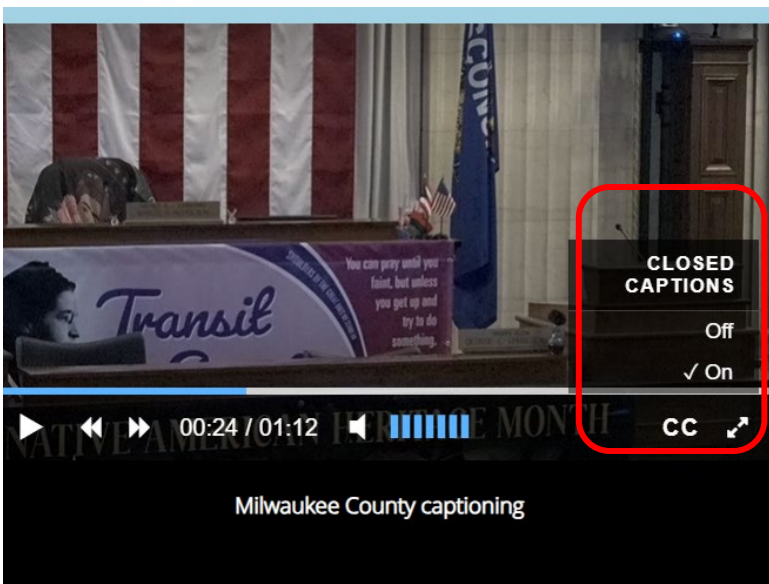 SCONS
You can pray until you
faint, but unless
you get up and
try to do
something.
Transit
CLOSED
CAPTIONS
Off
✓ On
00:24 / 01:12
NATIVE AMERICAN HERITAGE MONTH
CC
Milwaukee County captioning